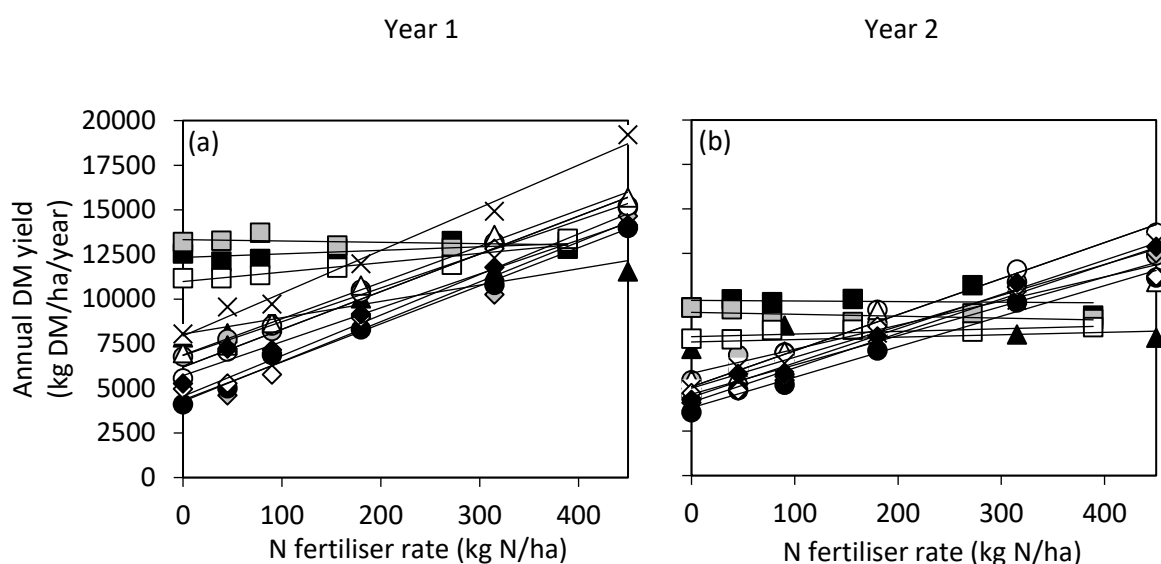 Year 1
Year 2
Annual DM yield
(kg DM/ha/year)
20000
17500
15000
12500
10000
7500
5000
2500
0
(a)
(b)
0 100 200 300 400
0 100 200 300 400
N fertiliser rate (kg N/ha)
N fertiliser rate (kg N/ha)